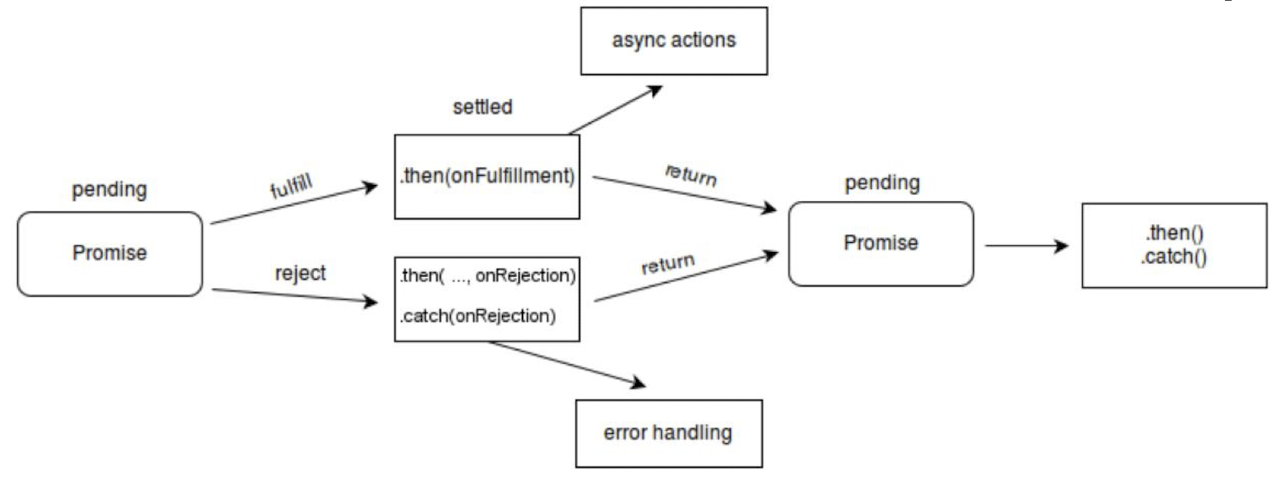 async actions
settled
.then(onFulfillment)
pending
fulfill
return
pending
Promise
Promise
.then()
.catch()
reject
.then( ..., onRejection)
return
.catch(onRejection)
error handling